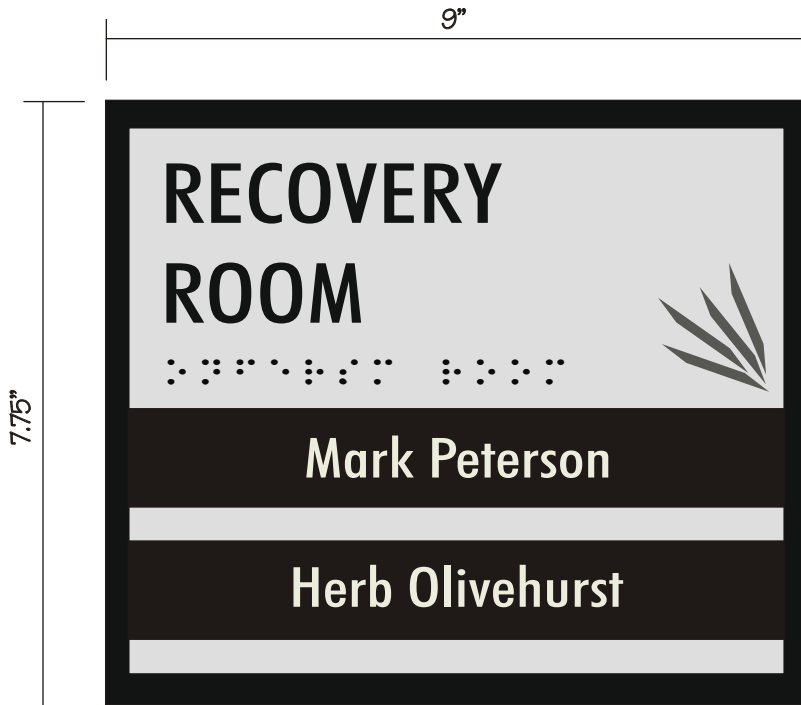 9”
7.75”
RECOVERY
ROOM
⠕⠝⠏⠑⠗⠎⠍ ⠗⠕⠕⠍
Mark Peterson
Herb Olivehurst